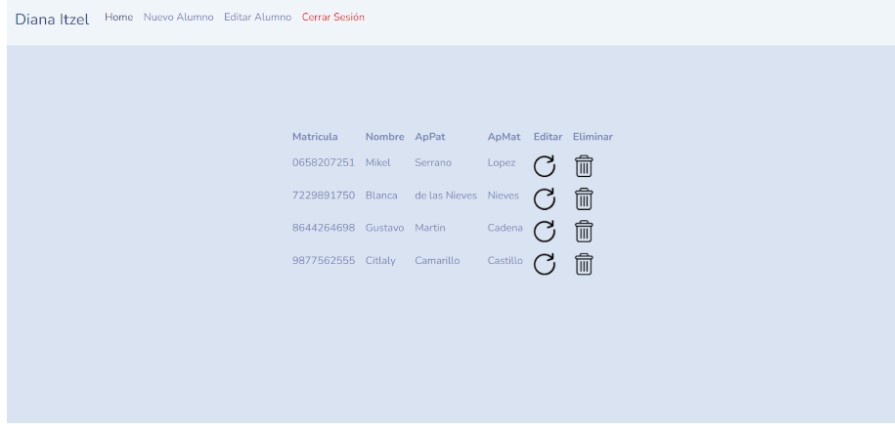 Diana Itzel Home Nuevo Alumno Editar Alumno Cerrar Sesión
Matricula Nombre ApPat ApMat Editar Eliminar
0658207251 Mikel Serrano Lopez
7229891750 Blanca de las Nieves Nieves
8644264698 Gustavo Martin Cadena
9877562555 Citlaly Camarillo Castillo